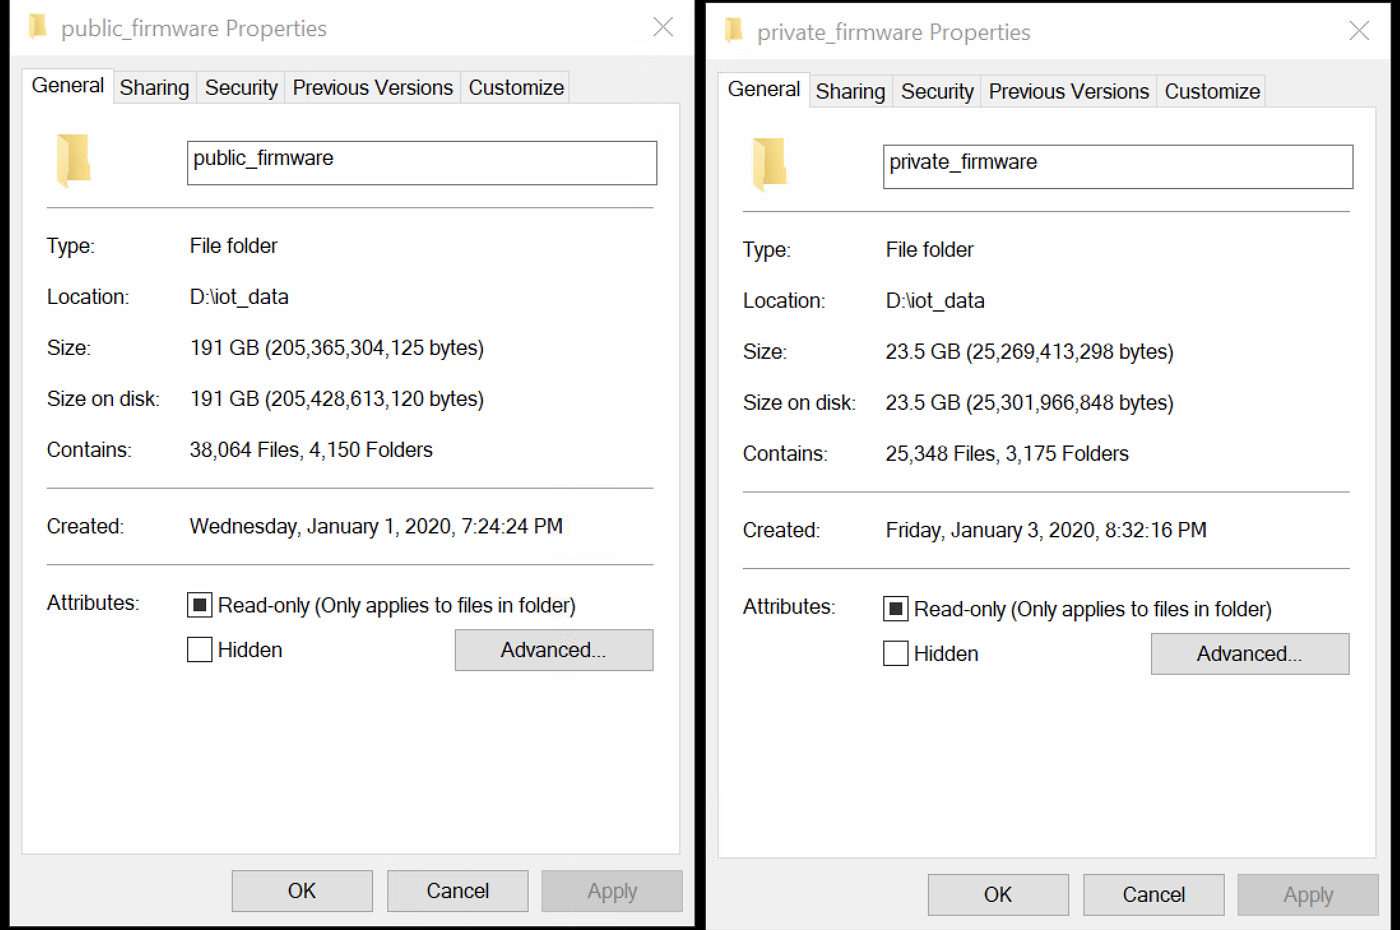 public_firmware Properties
General Sharing Security Previous Versions Customize
public_firmware
Type: File folder
Location: D:\iot_data
Size: 191 GB (205,365,304,125 bytes)
Size on disk: 191 GB (205,428,613,120 bytes)
Contains: 38,064 Files, 4,150 Folders
Created: Wednesday, January 1, 2020, 7:24:24 PM
Attributes: Read-only (Only applies to files in folder)
Hidden Advanced...
OK Cancel Apply
private_firmware Properties
General Sharing Security Previous Versions Customize
private_firmware
Type: File folder
Location: D:\iot_data
Size: 23.5 GB (25,269,413,298 bytes)
Size on disk: 23.5 GB (25,301,966,848 bytes)
Contains: 25,348 Files, 3,175 Folders
Created: Friday, January 3, 2020, 8:32:16 PM
Attributes: Read-only (Only applies to files in folder)
Hidden Advanced...
OK Cancel Apply